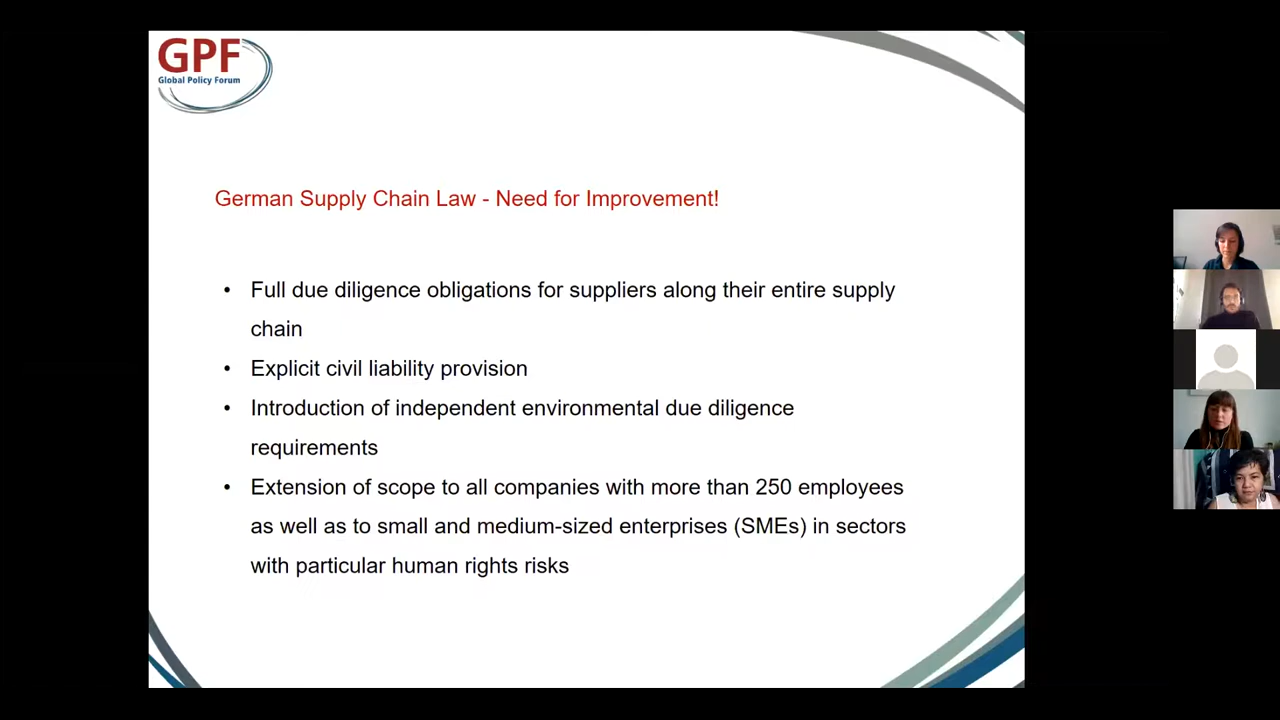 GPF
Global Policy Forum
German Supply Chain Law - Need for Improvement!
• Full due diligence obligations for suppliers along their entire supply
chain
• Explicit civil liability provision
• Introduction of independent environmental due diligence
requirements
• Extension of scope to all companies with more than 250 employees
as well as to small and medium-sized enterprises (SMEs) in sectors
with particular human rights risks